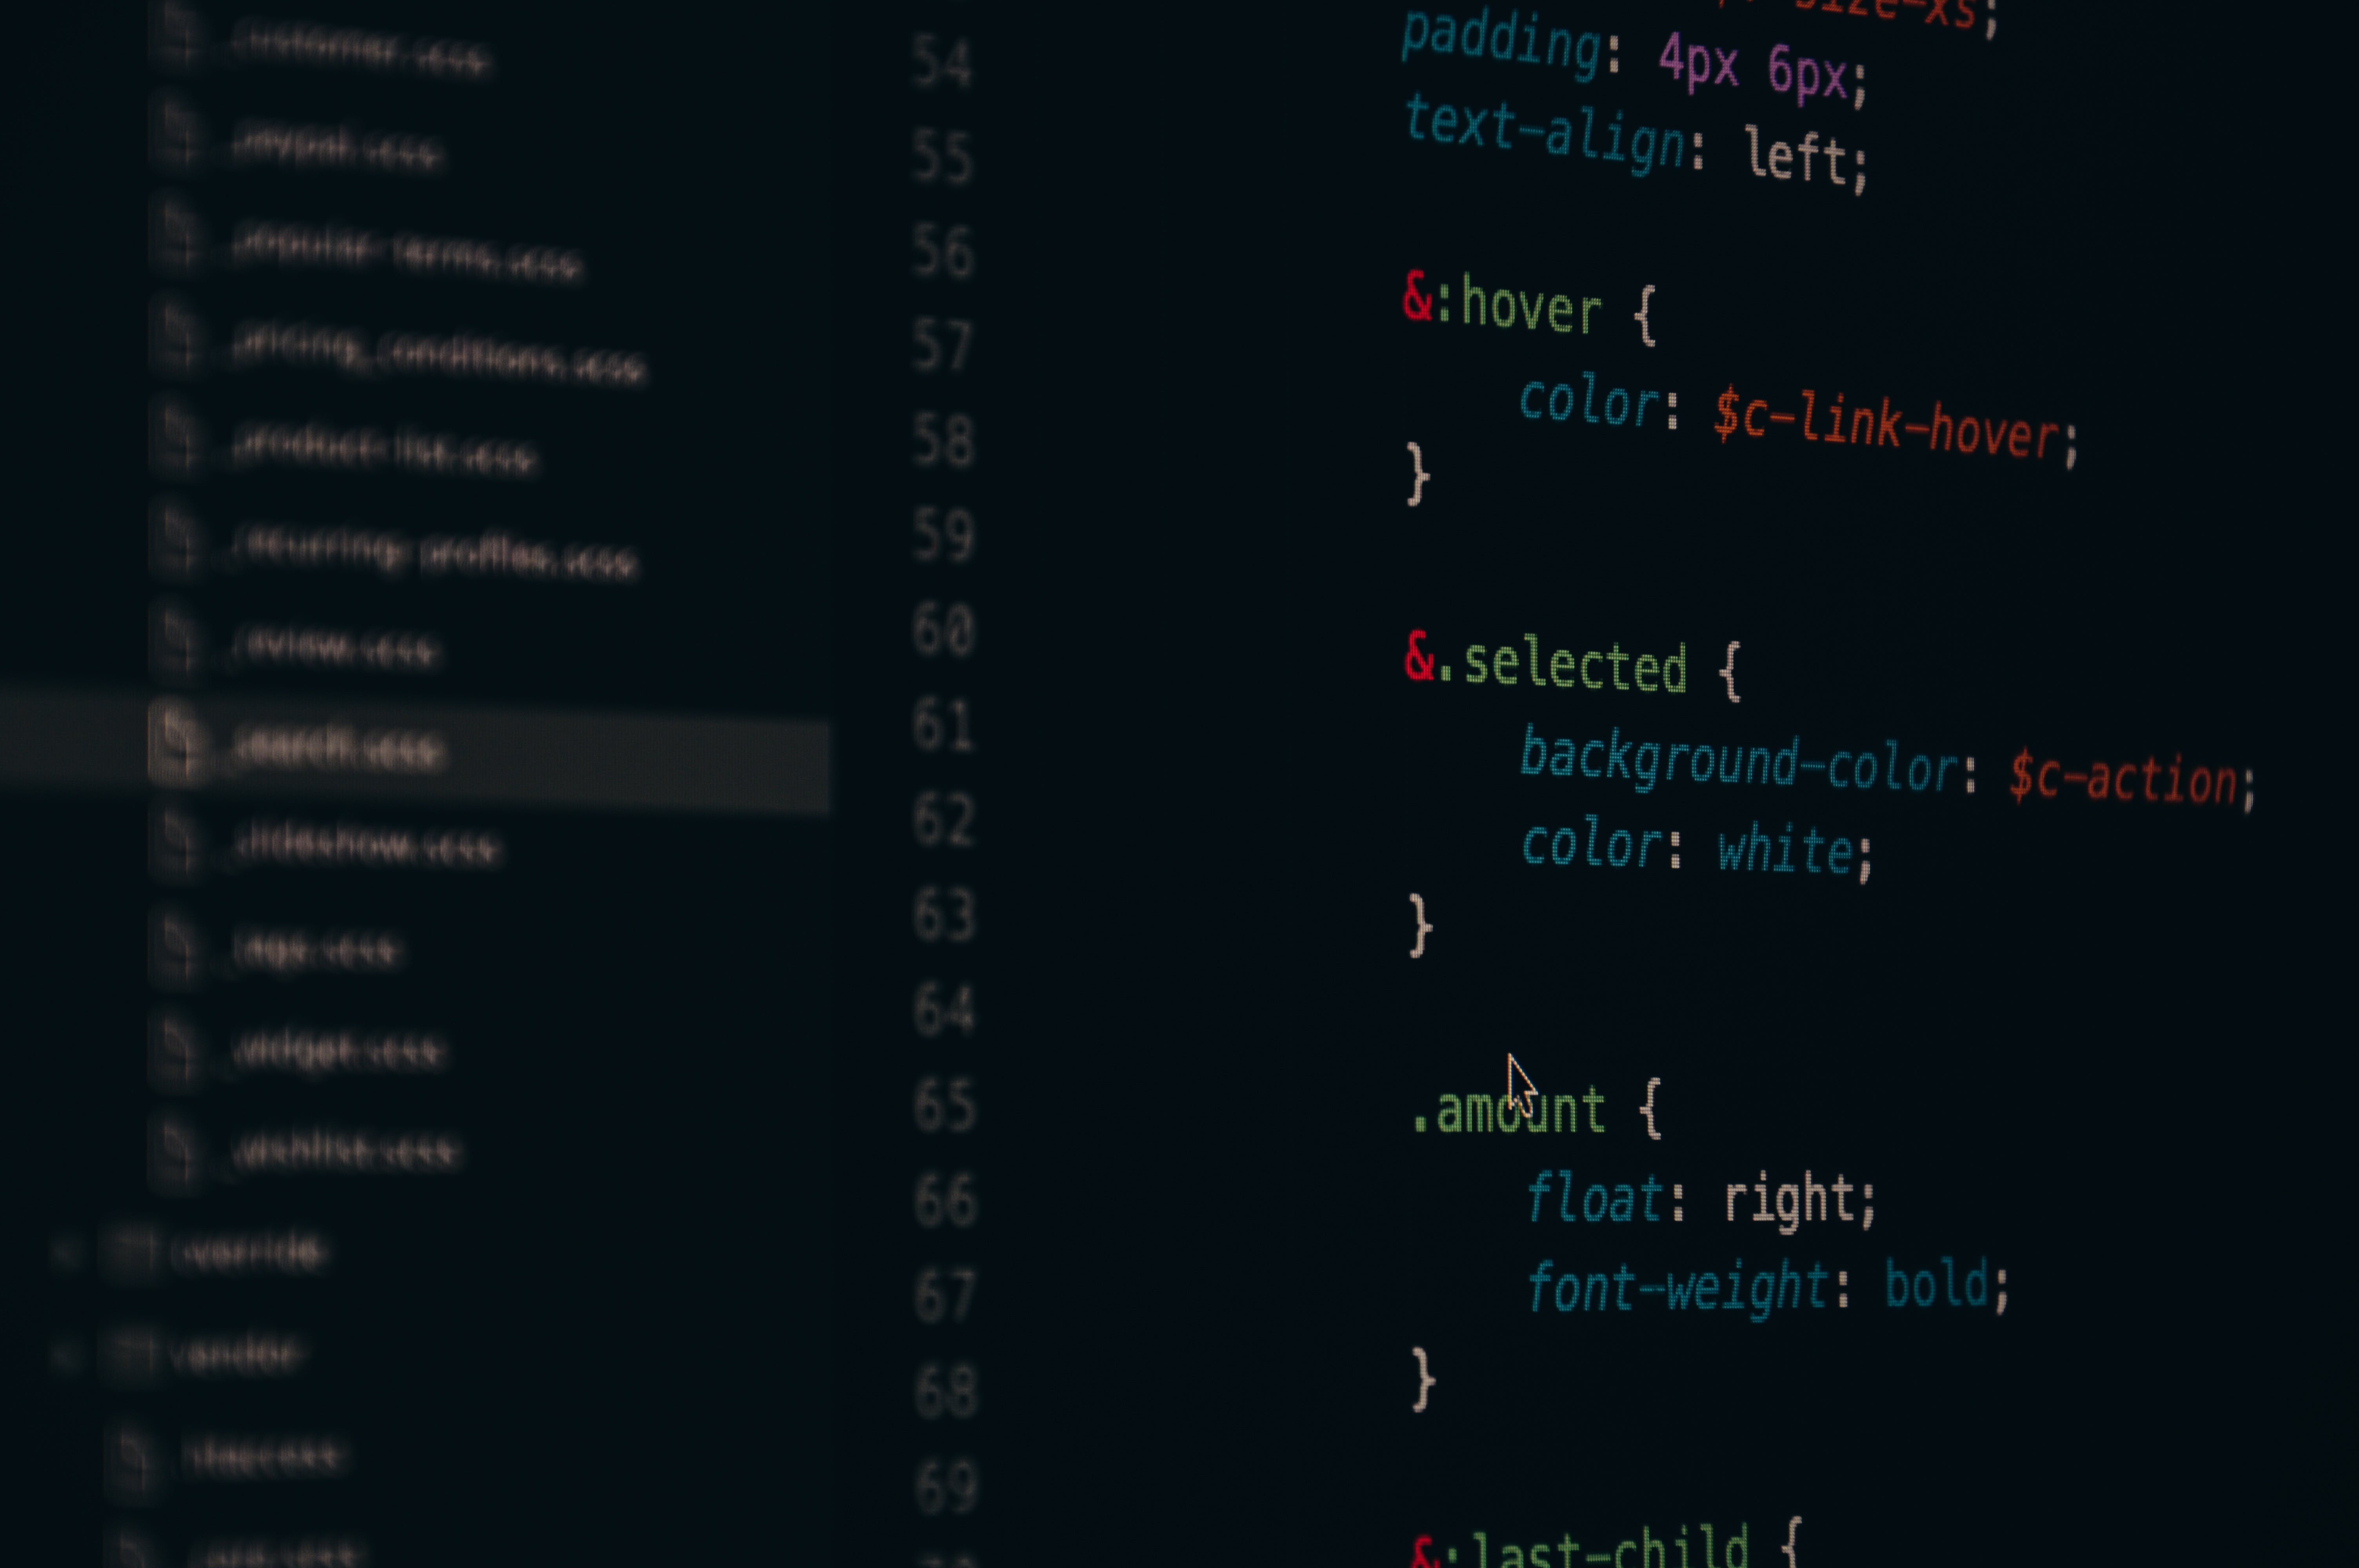 _customer.scss
_paypal.scss
_popular-terms.scss
_pricing_conditions.scss
_product-list.scss
_recurring-profiles.scss
_review.scss
_search.scss
_slideshow.scss
_tags.scss
_widget.scss
_wishlist.scss
override
vendor
.htaccess
54
55
56
57
58
59
60
61
62
63
64
65
66
67
68
69
size-xs;
padding: 4px 6px;
text-align: left;
&:hover {
color: $c-link-hover;
}
&.selected {
background-color: $c-action;
color: white;
}
.amount {
float: right;
font-weight: bold;
}
&:last-child {